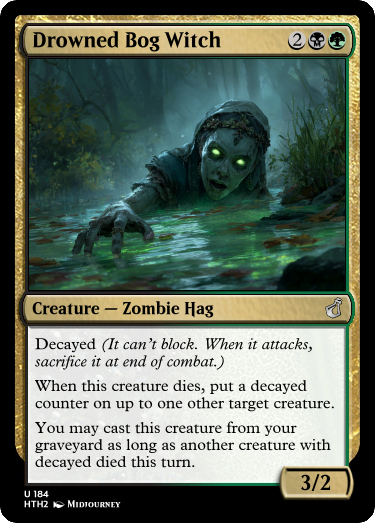 Drowned Bog Witch 2
Creature — Zombie Hag
Decayed (It can't block. When it attacks,
sacrifice it at end of combat.)
When this creature dies, put a decayed
counter on up to one other target creature.
You may cast this creature from your
graveyard as long as another creature with
decayed died this turn.
3/2
U 184
HTH2 Midjourney